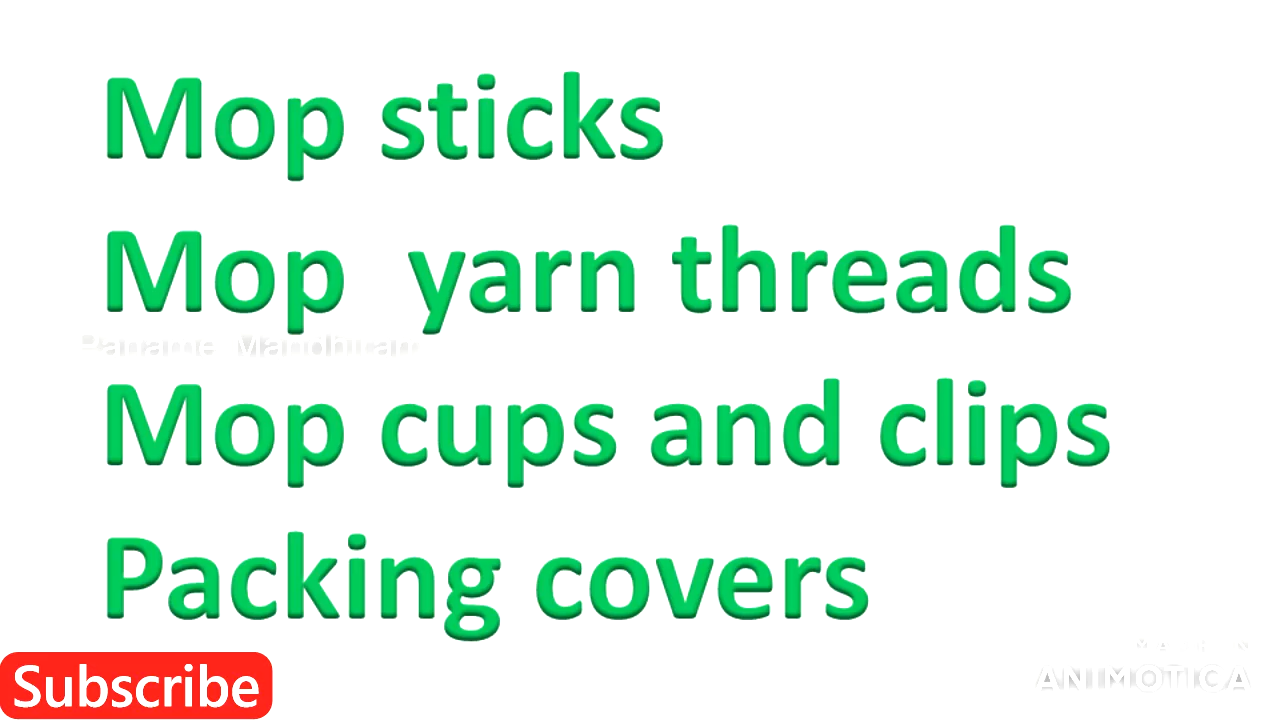 Mop sticks
Mop  yarn threads
Mop cups and clips
Packing covers
Subscribe
ANIMOTICA